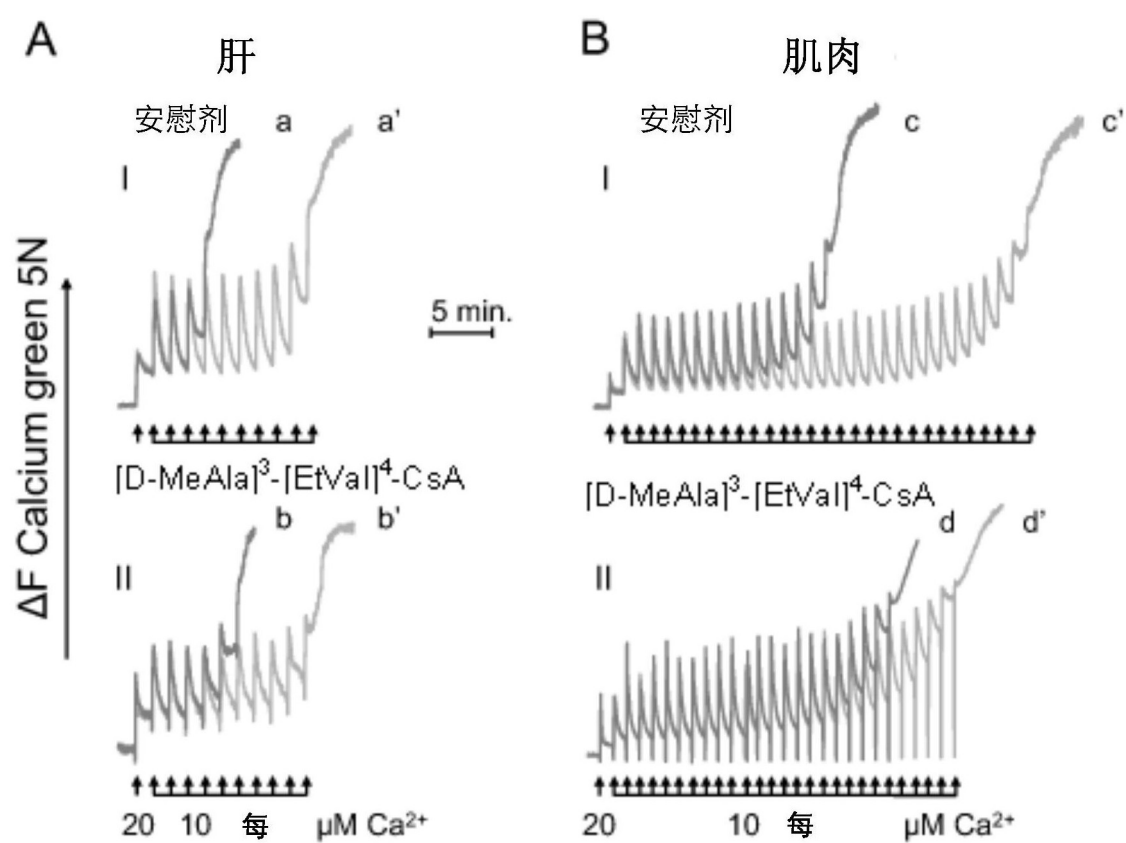 A
肝
安慰剂
a
a’
I
5 min.
[D-MeAla]³-[EtVal]⁴-CsA
b
b’
II
20
10
每
µM Ca²⁺
ΔF Calcium green 5N
B
肌肉
安慰剂
c
c’
I
[D-MeAla]³-[EtVal]⁴-CsA
d
d’
II
20
10
每
µM Ca²⁺